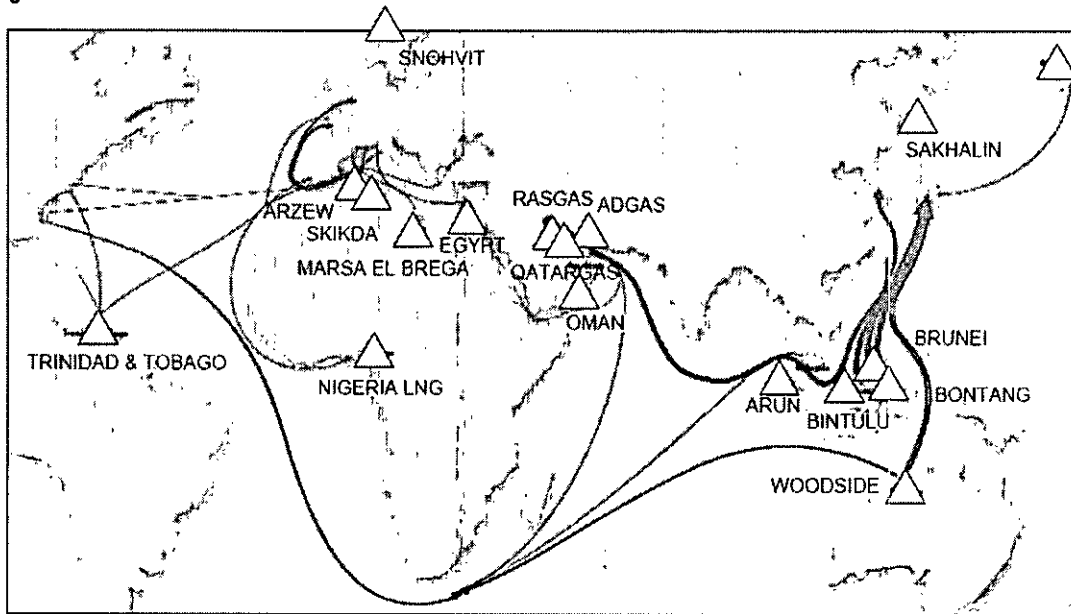 SNOHVIT
SAKHALIN
RASGAS
ADGAS
ARZEW
SKIKDA
EGYPT
MARSA EL BREGA
QATARGAS
OMAN
TRINIDAD & TOBAGO
NIGERIA LNG
BRUNEI
ARUN
BINTULU
BONTANG
WOODSIDE